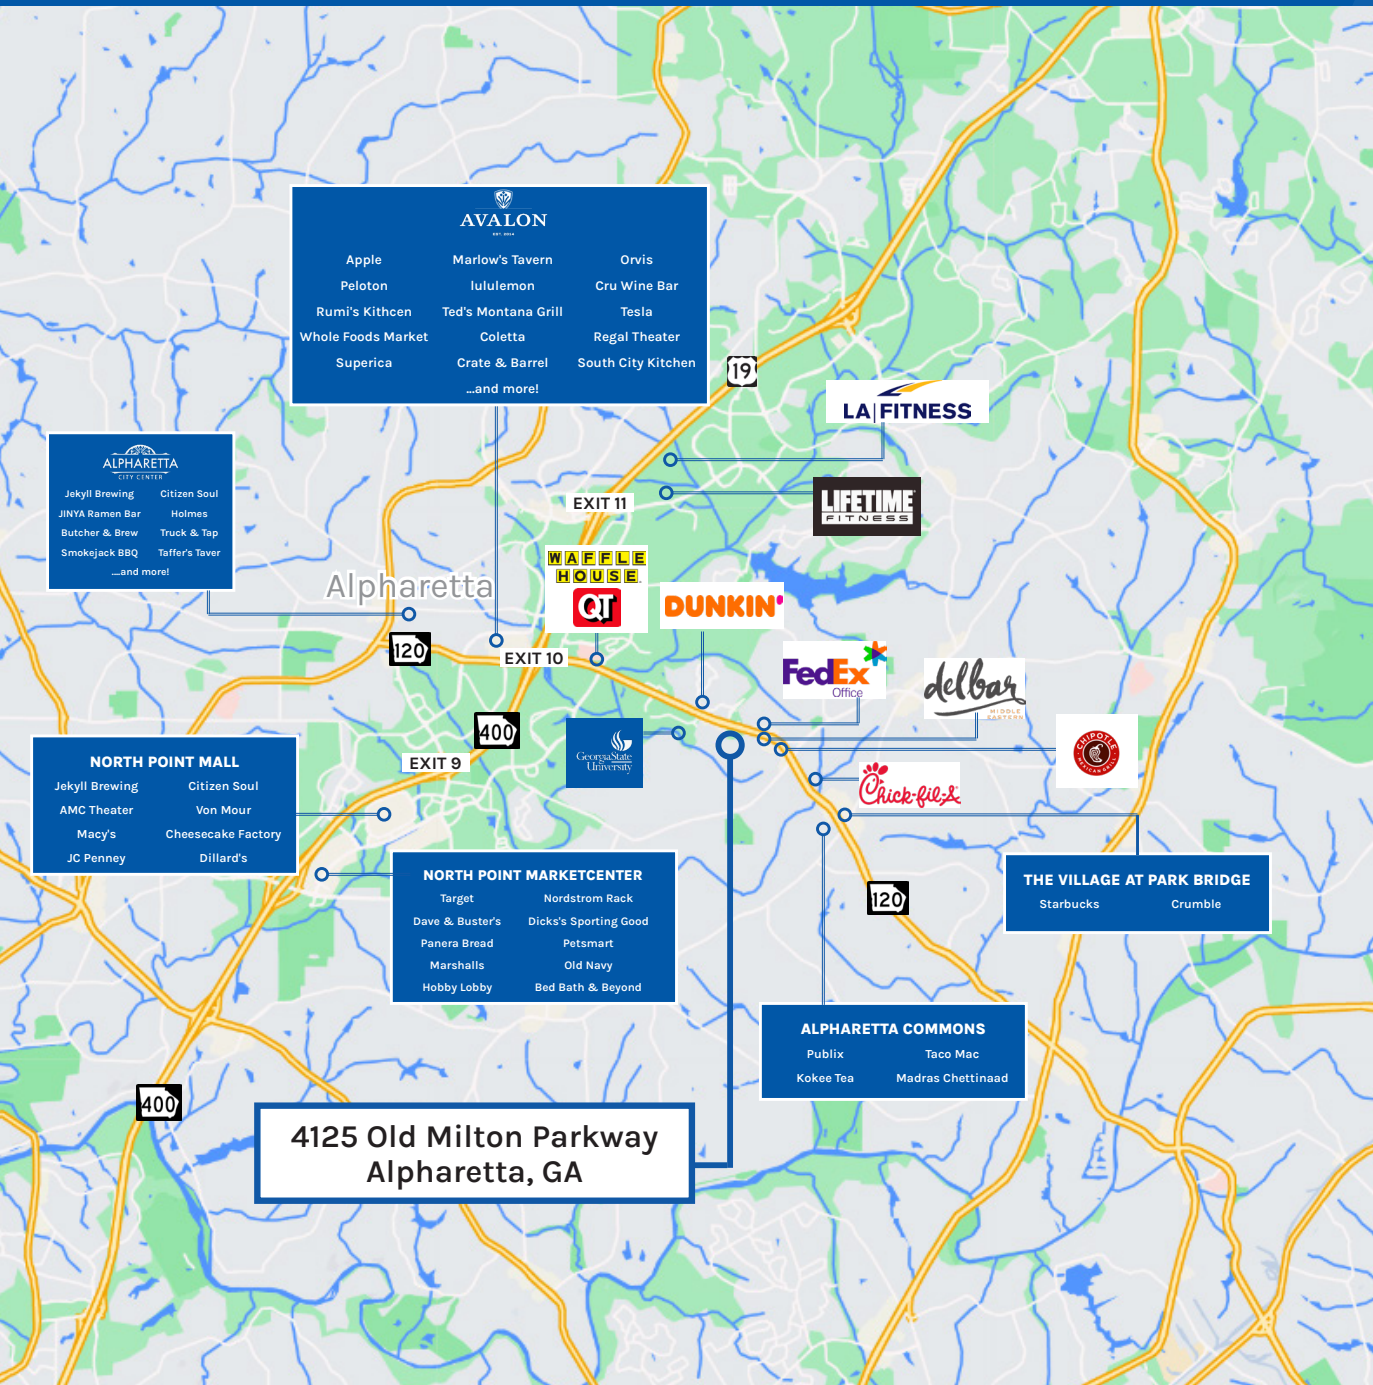 AVALON
EST. 2014
Apple Marlow's Tavern Orvis
Peloton lululemon Cru Wine Bar
Rumi's Kithcen Ted's Montana Grill Tesla
Whole Foods Market Coletta Regal Theater
Superica Crate & Barrel South City Kitchen
...and more!
19
LA|FITNESS
ALPHARETTA
CITY CENTER
Jekyll Brewing Citizen Soul
JINYA Ramen Bar Holmes
Butcher & Brew Truck & Tap
Smokejack BBQ Taffer's Taver
....and more!
LIFETIME
FITNESS
EXIT 11
WAFFLE
HOUSE
QT
DUNKIN'
Alpharetta
120
EXIT 10
FedEx
Office
delbar
MIDDLE
EASTERN
400
GeorgiaState
University
EXIT 9
CHIPOTLE
MEXICAN GRILL
Chick-fil-A
NORTH POINT MALL
Jekyll Brewing Citizen Soul
AMC Theater Von Mour
Macy's Cheesecake Factory
JC Penney Dillard's
NORTH POINT MARKETCENTER
Target Nordstrom Rack
Dave & Buster's Dicks's Sporting Good
Panera Bread Petsmart
Marshalls Old Navy
Hobby Lobby Bed Bath & Beyond
THE VILLAGE AT PARK BRIDGE
Starbucks Crumble
120
ALPHARETTA COMMONS
Publix Taco Mac
Kokee Tea Madras Chettinaad
400
4125 Old Milton Parkway
Alpharetta, GA